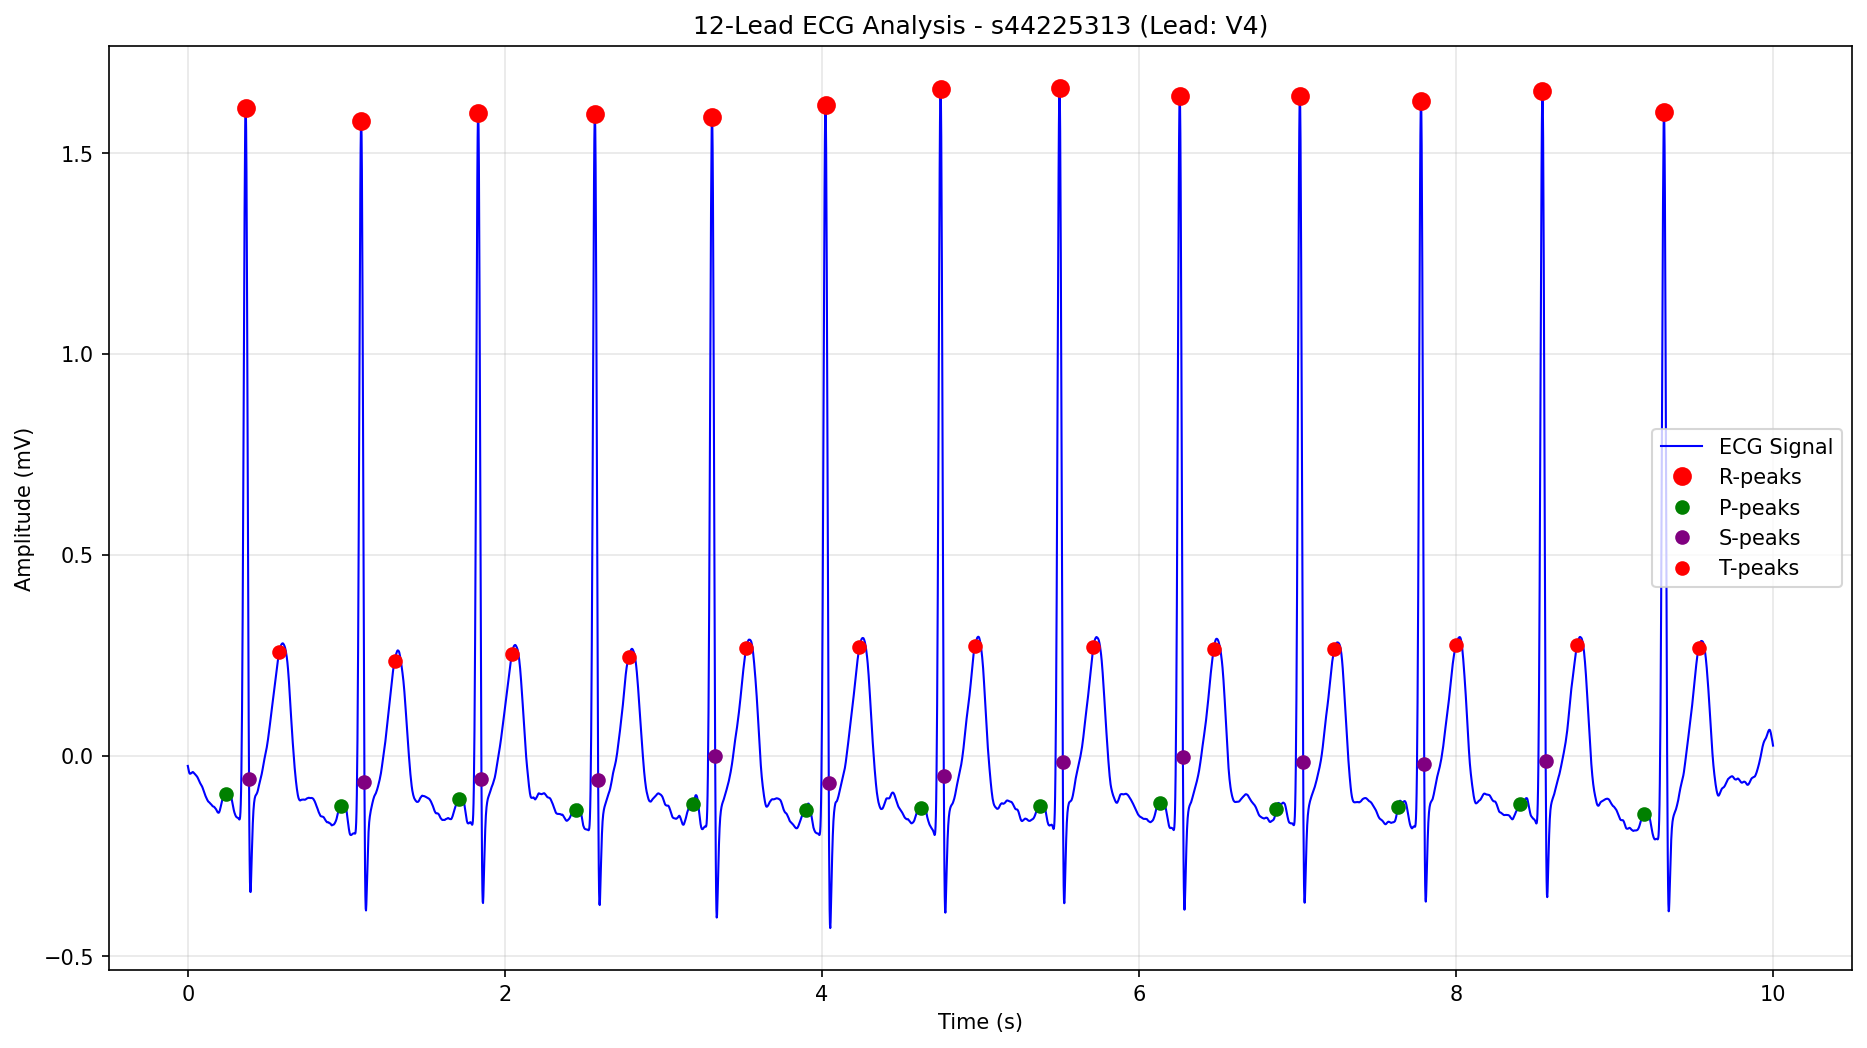 12-Lead ECG Analysis - s44225313 (Lead: V4)
Amplitude (mV)
1.5
1.0
0.5
0.0
−0.5
ECG Signal
R-peaks
P-peaks
S-peaks
T-peaks
0 2 4 6 8 10
Time (s)